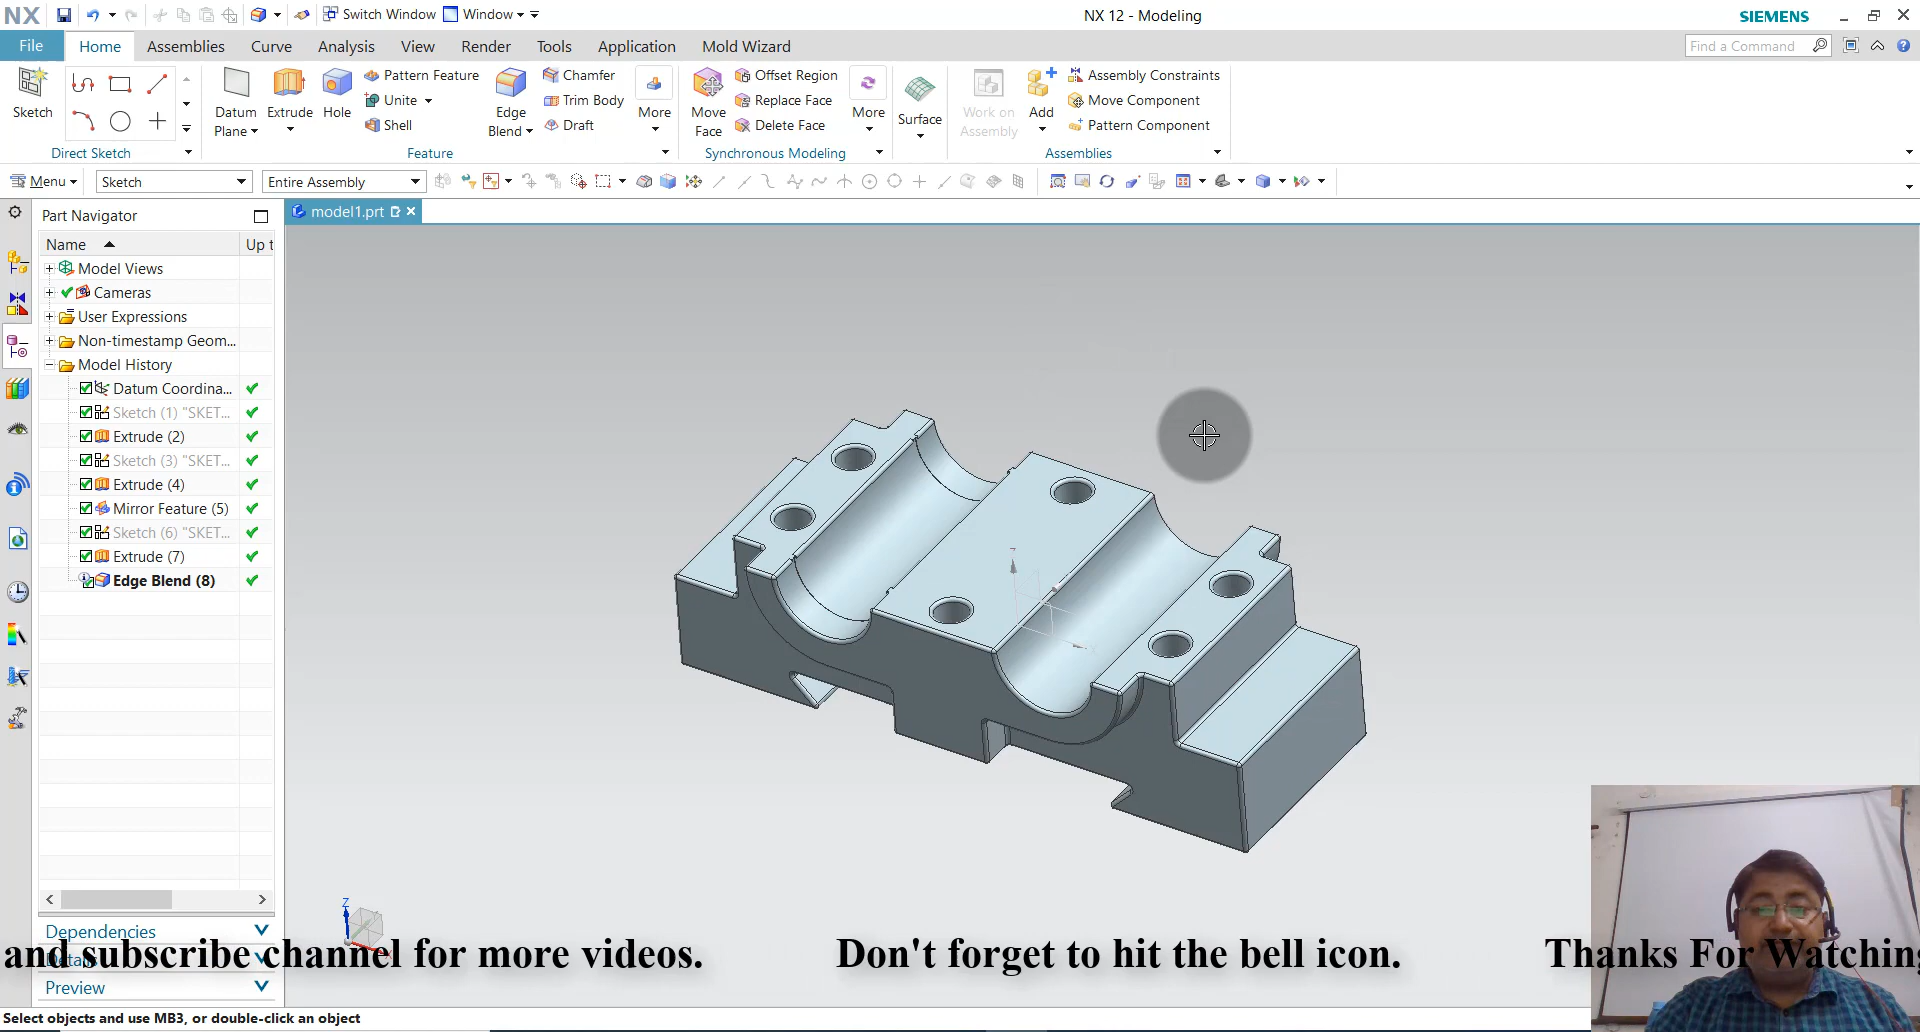 NX
Switch Window
Window
NX 12 - Modeling
SIEMENS
File
Home
Assemblies
Curve
Analysis
View
Render
Tools
Application
Mold Wizard
Find a Command
Sketch
Direct Sketch
Datum
Plane
Extrude
Hole
Pattern Feature
Unite
Shell
Edge
Blend
Chamfer
Trim Body
Draft
More
Feature
Move
Face
Offset Region
Replace Face
Delete Face
More
Synchronous Modeling
Surface
Work on
Assembly
Add
Assembly Constraints
Move Component
Pattern Component
Assemblies
Menu
Sketch
Entire Assembly
Part Navigator
model1.prt
Name
Up t
Model Views
Cameras
User Expressions
Non-timestamp Geom...
Model History
Datum Coordina...
Sketch (1) "SKET...
Extrude (2)
Sketch (3) "SKET...
Extrude (4)
Mirror Feature (5)
Sketch (6) "SKET...
Extrude (7)
Edge Blend (8)
Z
Dependencies
and subscribe channel for more videos. Don't forget to hit the bell icon. Thanks For Watching
Details
Preview
Select objects and use MB3, or double-click an object